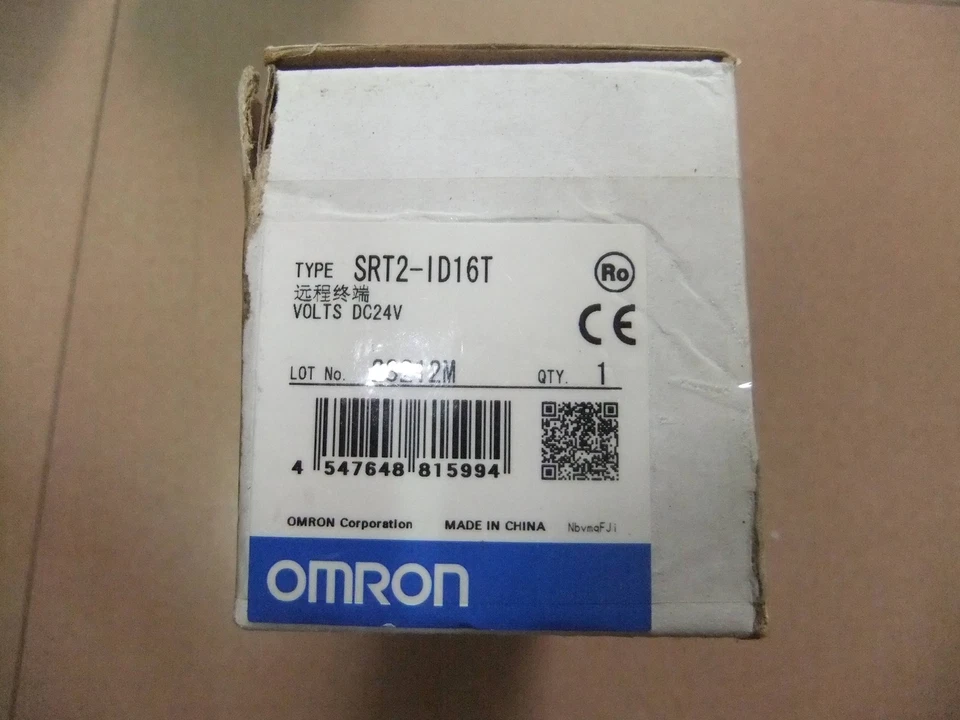 TYPE SRT2-ID16T
远程终端
VOLTS DC24V
Ro
CE
LOT No.
QTY. 1
4 547648 815994
OMRON Corporation MADE IN CHINA NbvmaFJi
OMRON